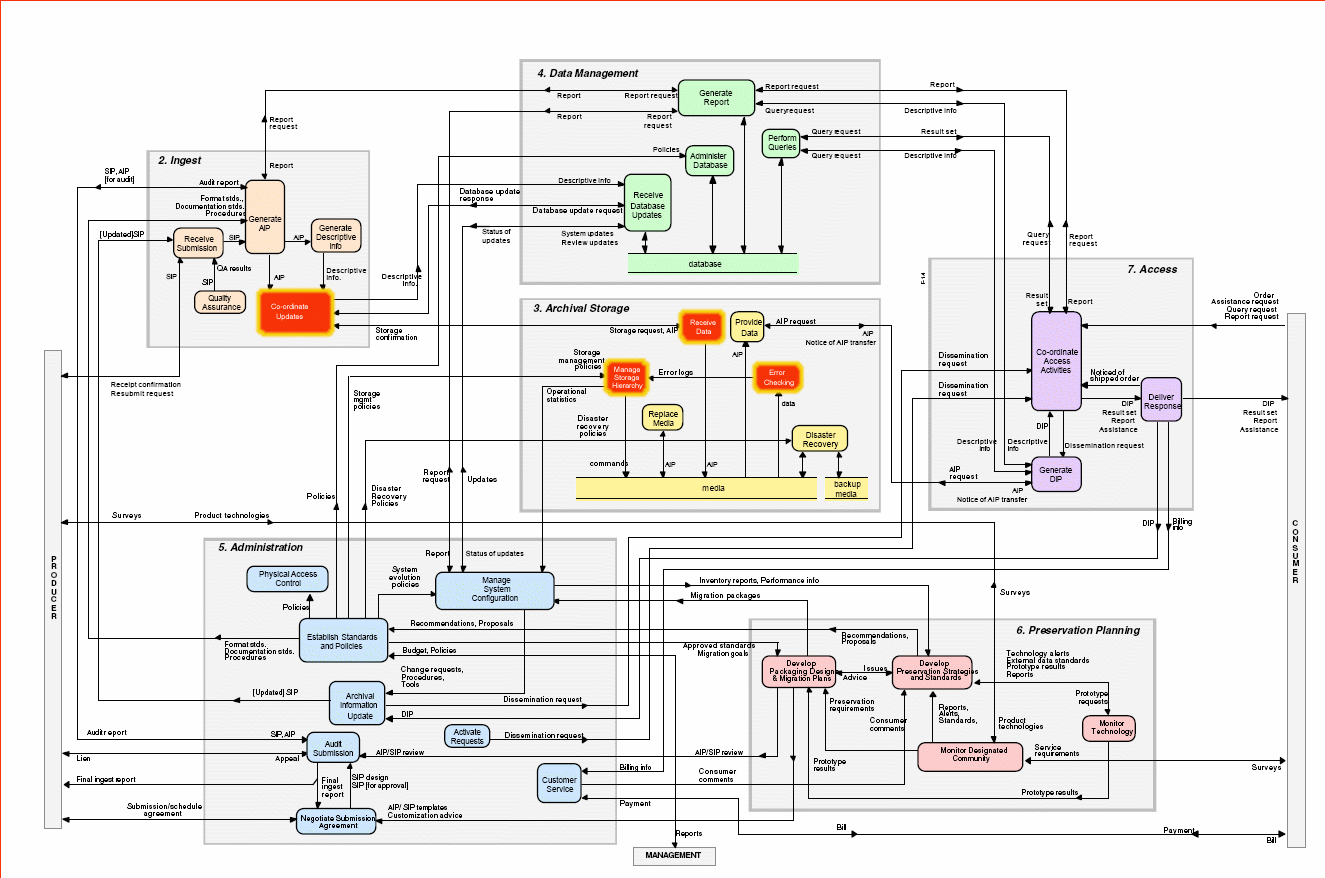 4. Data Management
Generate
Report
Report
Report request
Report request
Report
Report
Report
request
Queryrequest
Descriptive info
Perform
Queries
Query request
Result set
Query request
Descriptive info
Policies
Administer
Database
Descriptive info
Receive
Database
Updates
Database update
response
Database update request
Status of
updates
System updates
Review updates
database
2. Ingest
Report
request
Report
SIP, AIP
[for audit]
Audit report
Format stds.,
Documentation stds.
Procedures
Generate
AIP
[Updated]SIP
Receive
Submission
SIP
AIP
Generate
Descriptive
Info
SIP
QA results
SIP
AIP
Descriptive
Info.
Descriptive
Info.
Quality
Assurance
Co-ordinate
Updates
Storage
confirmation
3. Archival Storage
Storage request, AIP
Receive
Data
Provide
Data
AIP request
AIP
Notice of AIP transfer
AIP
Storage
management
policies
Manage
Storage
Hierarchy
Error logs
Error
Checking
Operational
statistics
data
Replace
Media
Disaster
recovery
policies
Disaster
Recovery
commands
AIP
AIP
media
backup
media
7. Access
F-14
Query
request
Report
request
Result
set
Report
Order
Assistance request
Query request
Report request
Co-ordinate
Access
Activities
Dissemination
request
Dissemination
request
Noticed of
shipped order
Deliver
Response
DIP
Result set
Report
Assistance
DIP
Result set
Report
Assistance
DIP
Descriptive
Info
Descriptive
Info
Dissemination request
Generate
DIP
AIP
request
AIP
Notice of AIP transfer
DIP
Billing
info
Receipt confirmation
Resubmit request
Storage
mgmt
policies
Policies
Disaster
Recovery
Policies
Report
request
Updates
Surveys
Product technologies
PRODUCER
CONSUMER
5. Administration
Report
Status of updates
Physical Access
Control
Policies
System
evolution
policies
Manage
System
Configuration
Inventory reports, Performance info
Migration packages
Surveys
Establish Standards
and Policies
Recommendations, Proposals
Budget, Policies
Format stds.
Documentation stds.
Procedures
Approved standards
Migration goals
Change requests,
Procedures,
Tools
[Updated] SIP
Archival
Information
Update
Dissemination request
DIP
Activate
Requests
Dissemination request
Audit report
SIP, AIP
Audit
Submission
Lien
Appeal
AIP/SIP review
AIP/SIP review
Final ingest report
Final
ingest
report
SIP design
SIP [for approval]
Customer
Service
Billing info
Consumer
comments
Payment
Submission/schedule
agreement
Negotiate Submission
Agreement
AIP/ SIP templates
Customization advice
Reports
MANAGEMENT
Bill
Payment
Bill
6. Preservation Planning
Recommendations,
Proposals
Develop
Packaging Designs
& Migration Plans
Issues
Advice
Develop
Preservation Strategies
and Standards
Technology alerts
External data standards
Prototype results
Reports
Prototype
requests
Preservation
requirements
Consumer
comments
Reports,
Alerts,
Standards,
Product
technologies
Monitor
Technology
Monitor Designated
Community
Service
requirements
Surveys
Prototype
results
Prototype results